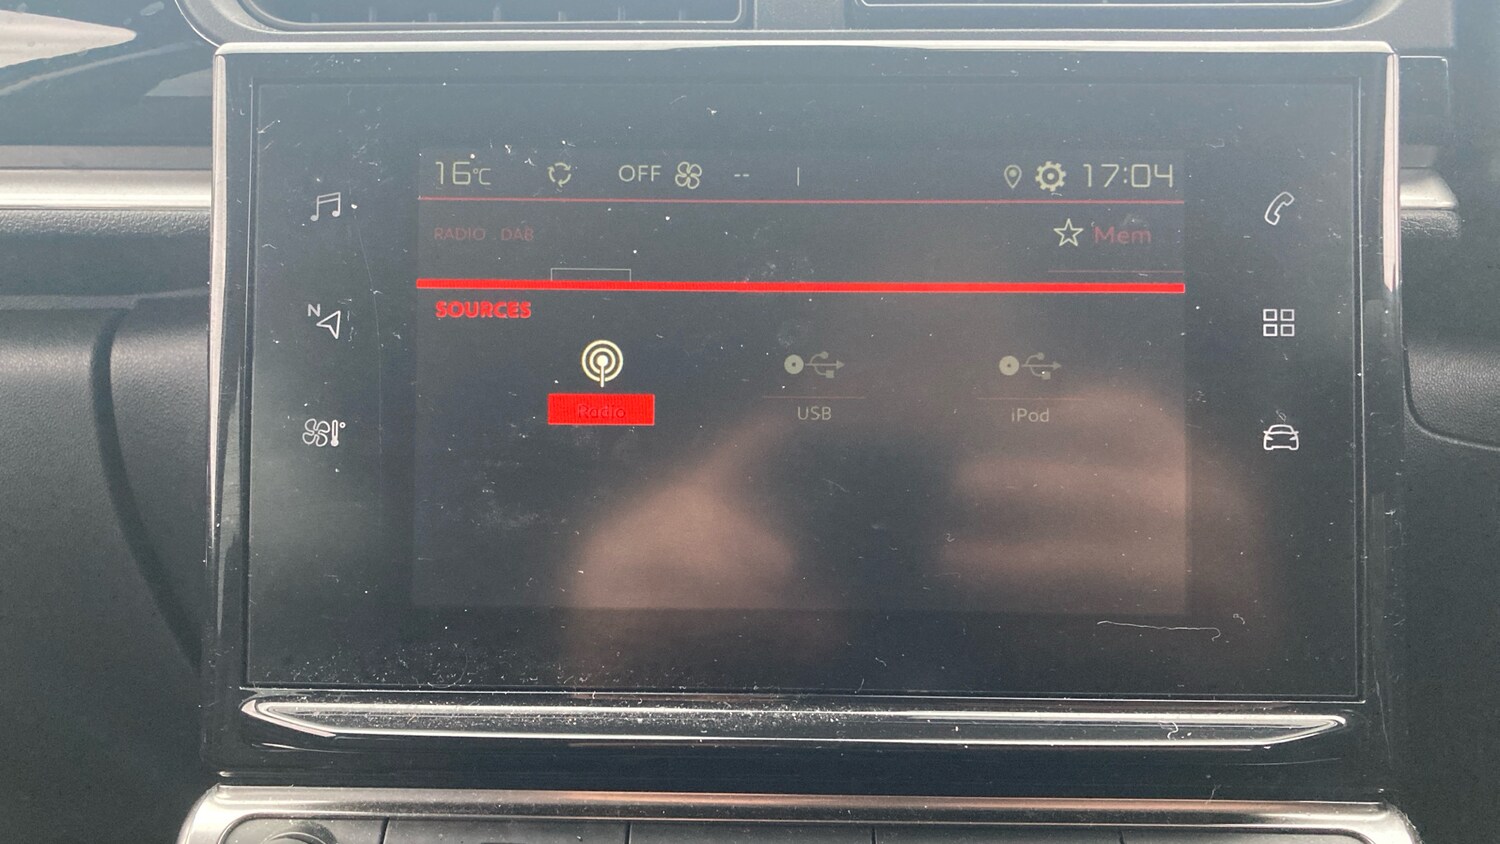 16°C OFF -- 17:04
RADIO DAB Mem
SOURCES
N
Radio USB iPod